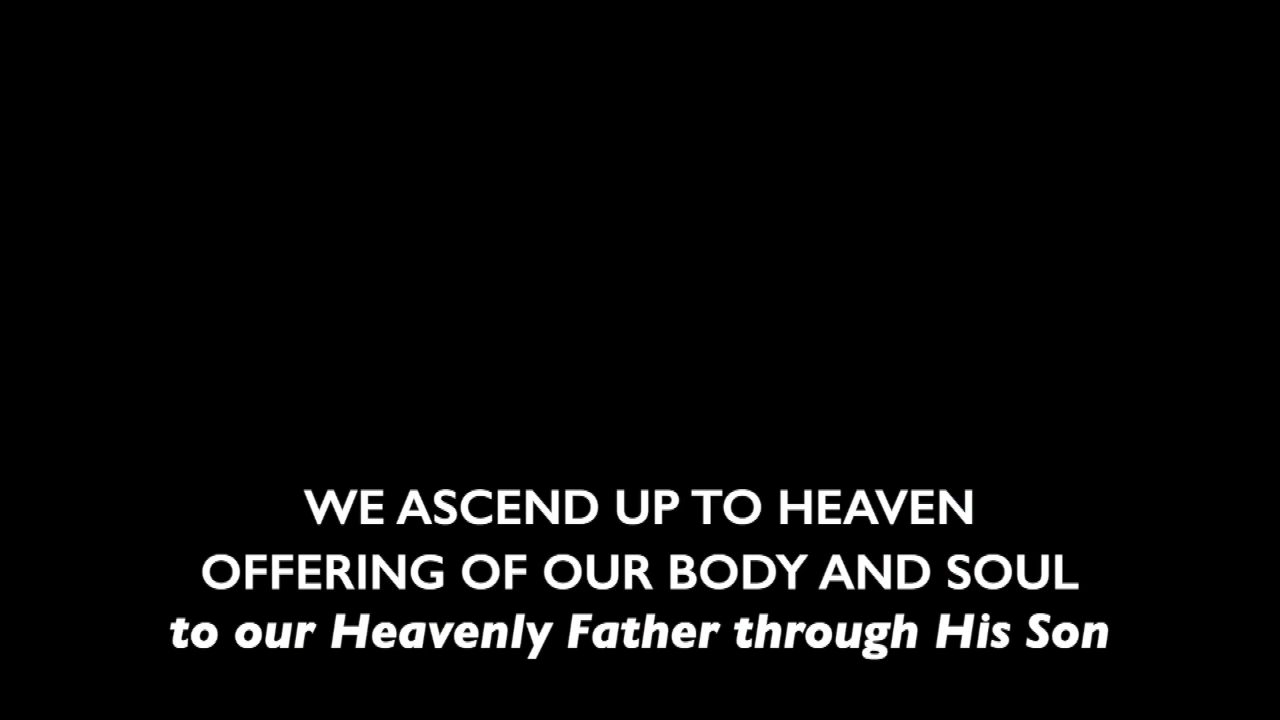 WE ASCEND UP TO HEAVEN
OFFERING OF OUR BODY AND SOUL
to our Heavenly Father through His Son